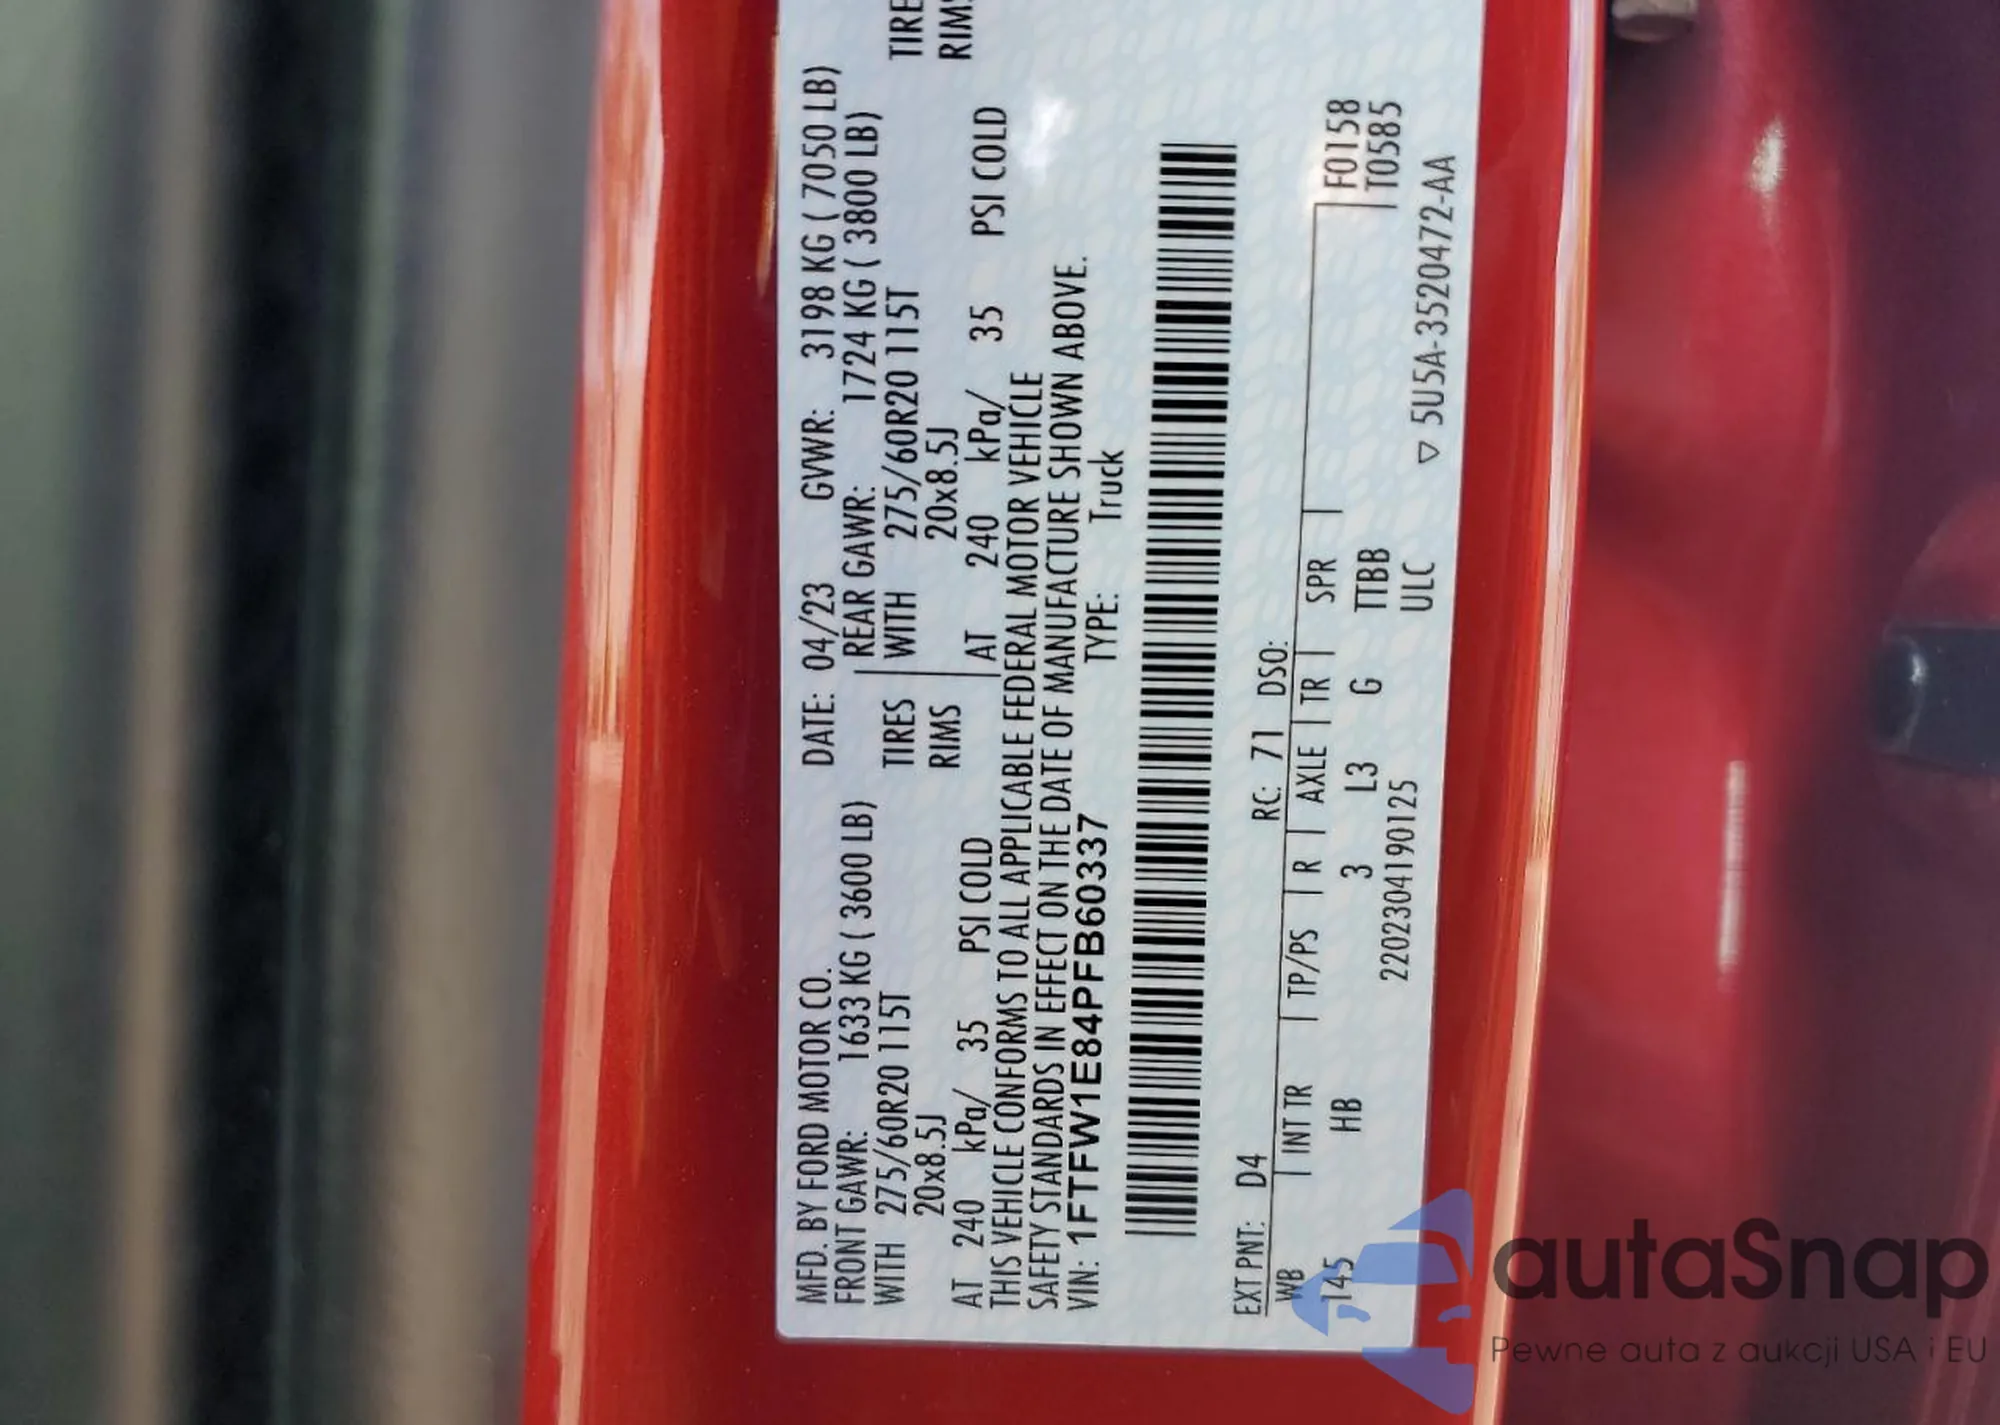 MFD. BY FORD MOTOR CO.
DATE: 04/23 GVWR: 3198 KG ( 7050 LB)
FRONT GAWR: 1633 KG ( 3600 LB) REAR GAWR: 1724 KG ( 3800 LB)
WITH 275/60R20 115T TIRES WITH 275/60R20 115T TIRE
20x8.5J RIMS 20x8.5J RIMS
AT 240 kPa/ 35 PSI COLD AT 240 kPa/ 35 PSI COLD
THIS VEHICLE CONFORMS TO ALL APPLICABLE FEDERAL MOTOR VEHICLE
SAFETY STANDARDS IN EFFECT ON THE DATE OF MANUFACTURE SHOWN ABOVE.
VIN: 1FTFW1E84PFB60337 TYPE: Truck
EXT PNT: D4 RC: 71 DSO:
WB INT TR TP/PS R AXLE TR SPR F0158
145 HB 3 L3 G TTBB T0585
220230419012​5 ULC
▽ 5U5A-3520472-AA
autaSnap
Pewne auta z aukcji USA i EU